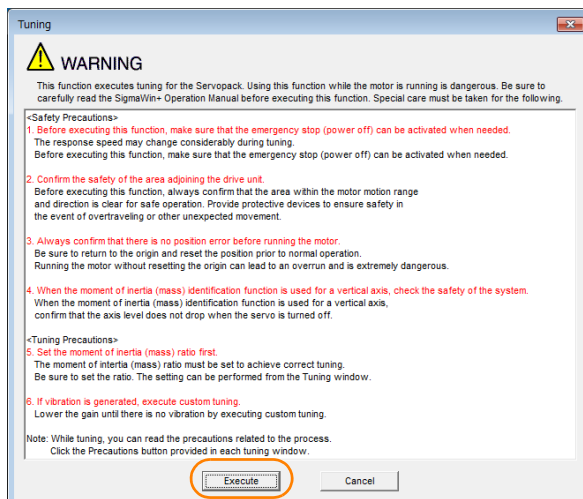 Tuning
WARNING
This function executes tuning for the Servopack. Using this function while the motor is running is dangerous. Be sure to
carefully read the SigmaWin+ Operation Manual before executing this function. Special care must be taken for the following.
<Safety Precautions>
1. Before executing this function, make sure that the emergency stop (power off) can be activated when needed.
The response speed may change considerably during tuning.
Before executing this function, make sure that the emergency stop (power off) can be activated when needed.
2. Confirm the safety of the area adjoining the drive unit.
Before executing this function, always confirm that the area within the motor motion range
and direction is clear for safe operation. Provide protective devices to ensure safety in
the event of overtraveling or other unexpected movement.
3. Always confirm that there is no position error before running the motor.
Be sure to return to the origin and reset the position prior to normal operation.
Running the motor without resetting the origin can lead to an overrun and is extremely dangerous.
4. When the moment of inertia (mass) identification function is used for a vertical axis, check the safety of the system.
When the moment of inertia (mass) identification function is used for a vertical axis,
confirm that the axis level does not drop when the servo is turned off.
<Tuning Precautions>
5. Set the moment of inertia (mass) ratio first.
The moment of intertia (mass) ratio must be set to achieve correct tuning.
Be sure to set the ratio. The setting can be performed from the Tuning window.
6. If vibration is generated, execute custom tuning.
Lower the gain until there is no vibration by executing custom tuning.
Note: While tuning, you can read the precautions related to the process.
Click the Precautions button provided in each tuning window.
Execute
Cancel